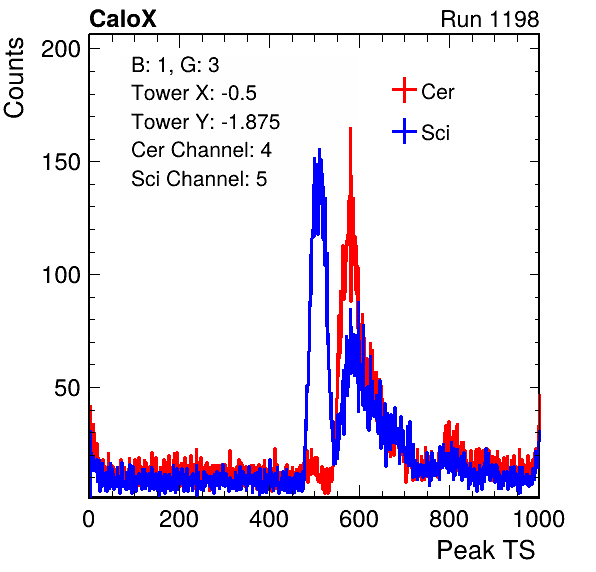 CaloX Run 1198
Counts
B: 1, G: 3
Tower X: -0.5
Tower Y: -1.875
Cer Channel: 4
Sci Channel: 5
Cer
Sci
200
150
100
50
0 200 400 600 800 1000
Peak TS